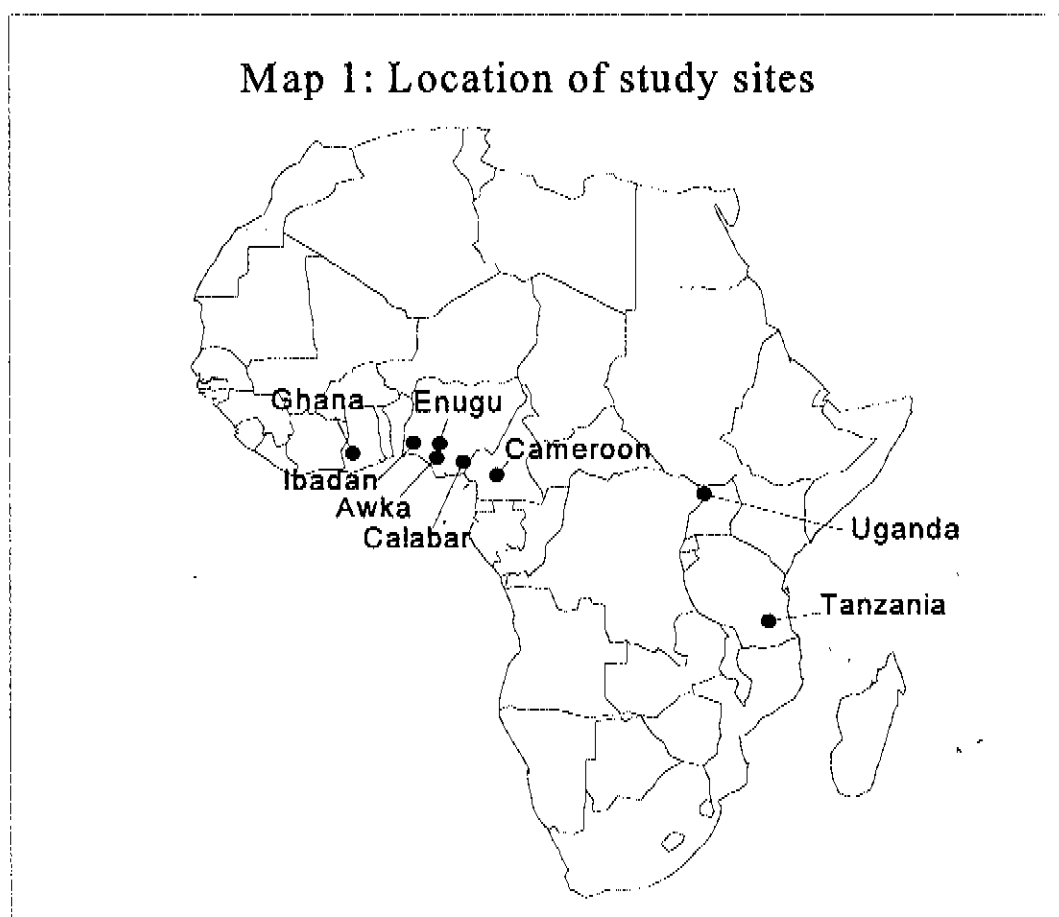 Map 1: Location of study sites
Ghana
Enugu
Ibadan
Cameroon
Awka
Calabar
Uganda
Tanzania